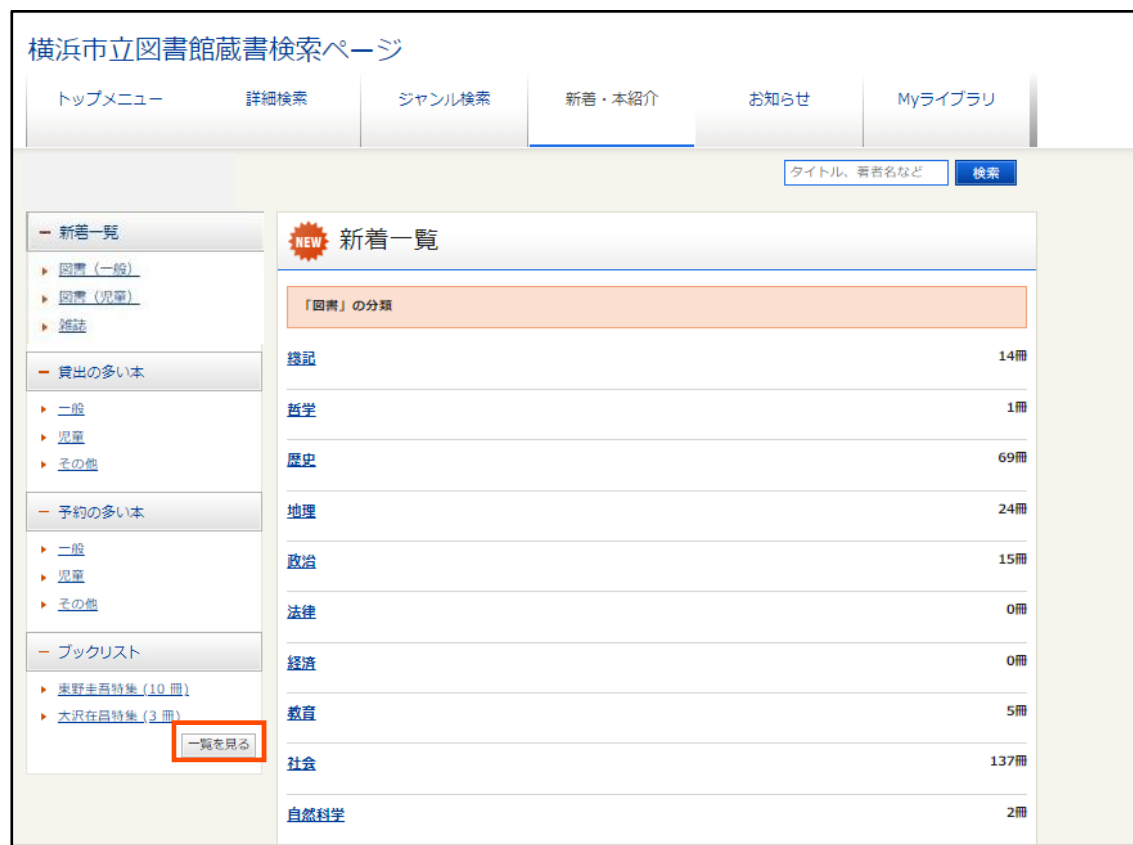 横浜市立図書館蔵書検索ページ
トップメニュー 詳細検索 ジャンル検索 新着・本紹介 お知らせ Myライブラリ
タイトル、著者名など 検索
新着一覧
図書（一般）
図書（児童）
雑誌
貸出の多い本
一般
児童
その他
予約の多い本
一般
児童
その他
ブックリスト
東野圭吾特集 (10 冊)
大沢在昌特集 (3 冊)
一覧を見る
NEW 新着一覧
「図書」の分類
総記 14冊
哲学 1冊
歴史 69冊
地理 24冊
政治 15冊
法律 0冊
経済 0冊
教育 5冊
社会 137冊
自然科学 2冊